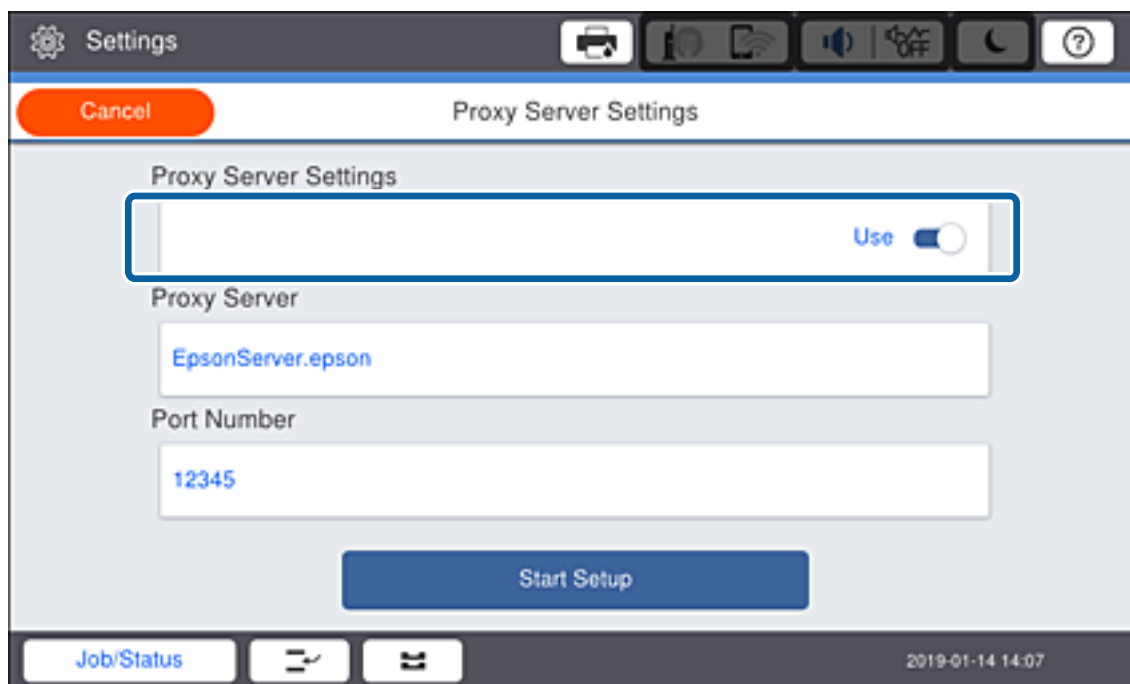 Settings
OFF
?
Cancel
Proxy Server Settings
Proxy Server Settings
Use
Proxy Server
EpsonServer.epson
Port Number
12345
Start Setup
Job/Status
2019-01-14 14:07